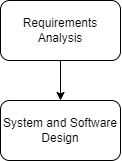 Requirements
Analysis
System and Software
Design